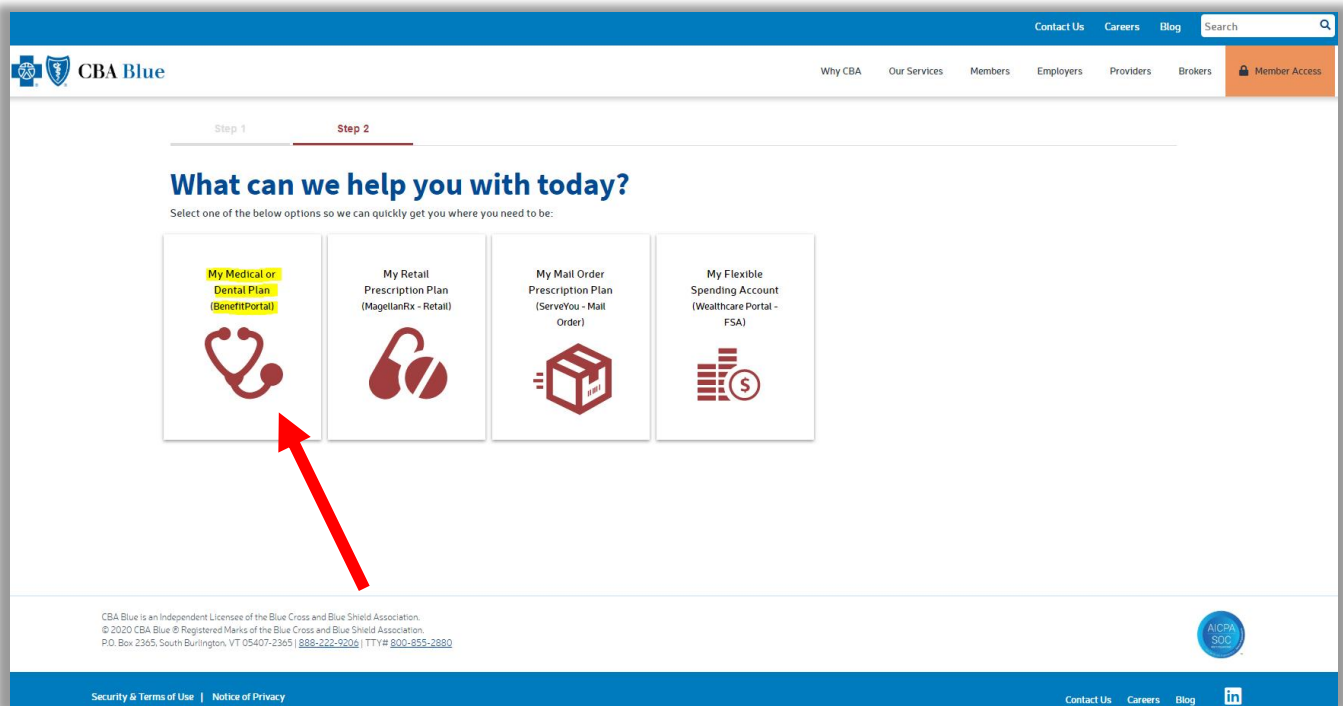 Contact Us Careers Blog Search
CBA Blue
Why CBA Our Services Members Employers Providers Brokers Member Access
Step 1 Step 2
What can we help you with today?
Select one of the below options so we can quickly get you where you need to be:
My Medical or
Dental Plan
(BenefitPortal)
My Retail
Prescription Plan
(MagellanRx - Retail)
My Mail Order
Prescription Plan
(ServeYou - Mail
Order)
My Flexible
Spending Account
(Wealthcare Portal -
FSA)
$
CBA Blue is an Independent Licensee of the Blue Cross and Blue Shield Association.
© 2020 CBA Blue ® Registered Marks of the Blue Cross and Blue Shield Association.
P.O. Box 2365, South Burlington, VT 05407-2365 | 888-222-9206 | TTY# 800-855-2880
AICPA
SOC
Security & Terms of Use | Notice of Privacy
Contact Us Careers Blog in